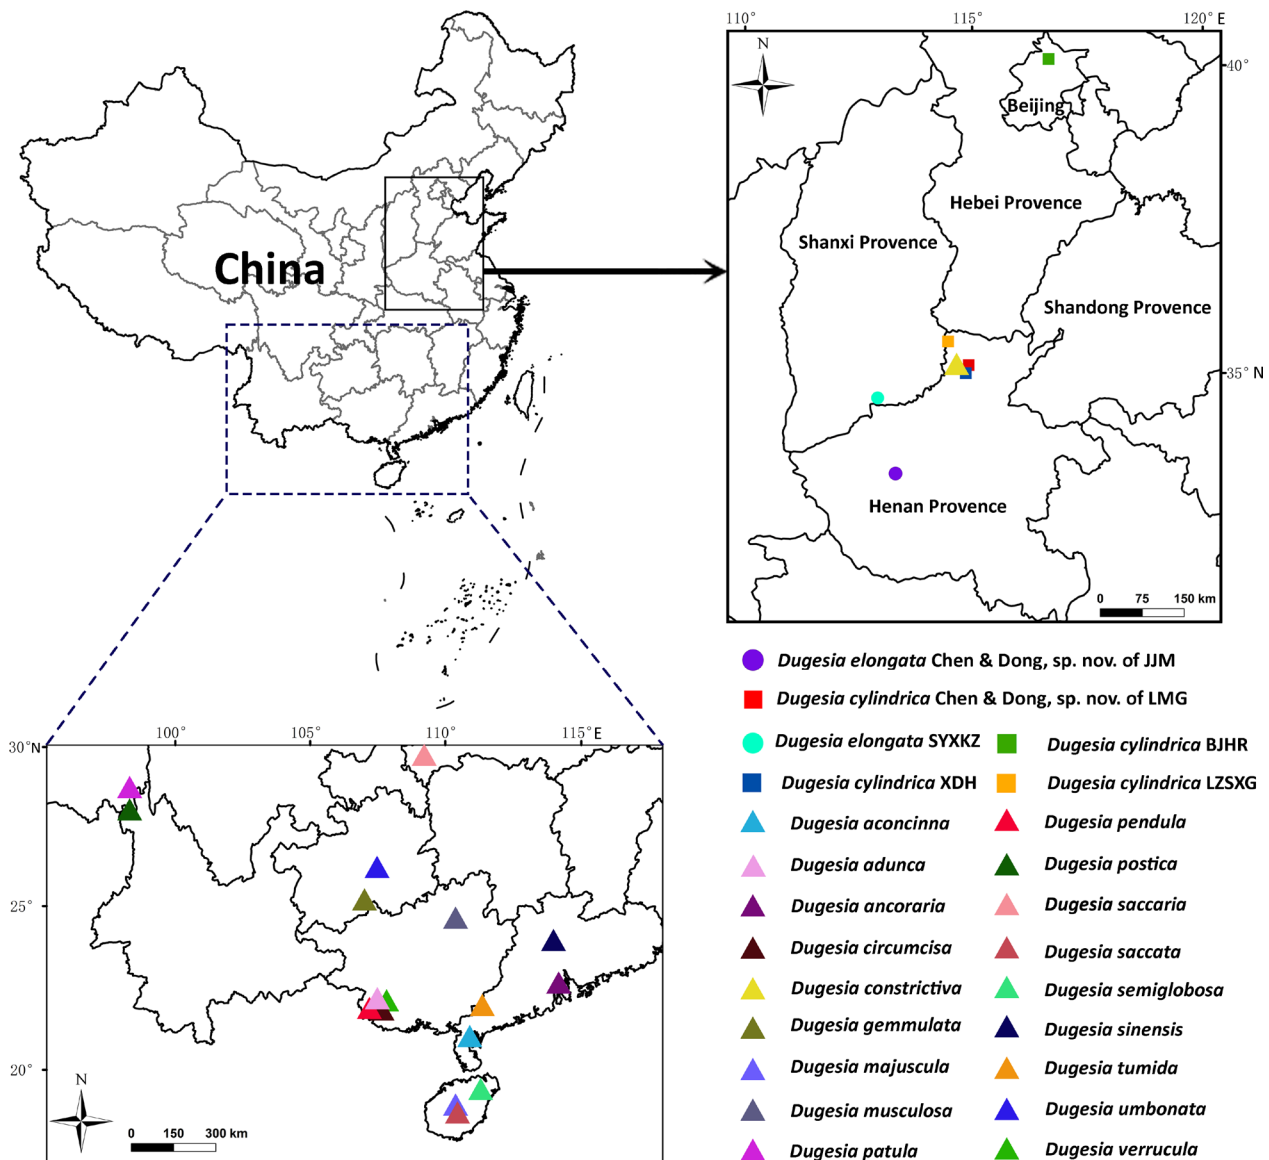 110°
115°
120° E
N
40°
Beijing
Hebei Provence
Shanxi Provence
China
Shandong Provence
35° N
Henan Provence
0 75 150 km
Dugesia elongata Chen & Dong, sp. nov. of JJM
Dugesia cylindrica Chen & Dong, sp. nov. of LMG
Dugesia elongata SYXKZ
Dugesia cylindrica BJHR
Dugesia cylindrica XDH
Dugesia cylindrica LZSXG
Dugesia aconcinna
Dugesia pendula
Dugesia adunca
Dugesia postica
Dugesia ancoraria
Dugesia saccaria
Dugesia circumcisa
Dugesia saccata
Dugesia constrictiva
Dugesia semiglobosa
Dugesia gemmulata
Dugesia sinensis
Dugesia majuscula
Dugesia tumida
Dugesia musculosa
Dugesia umbonata
Dugesia patula
Dugesia verrucula
100°
105°
110°
115°E
30°N
25°
20°
N
0 150 300 km